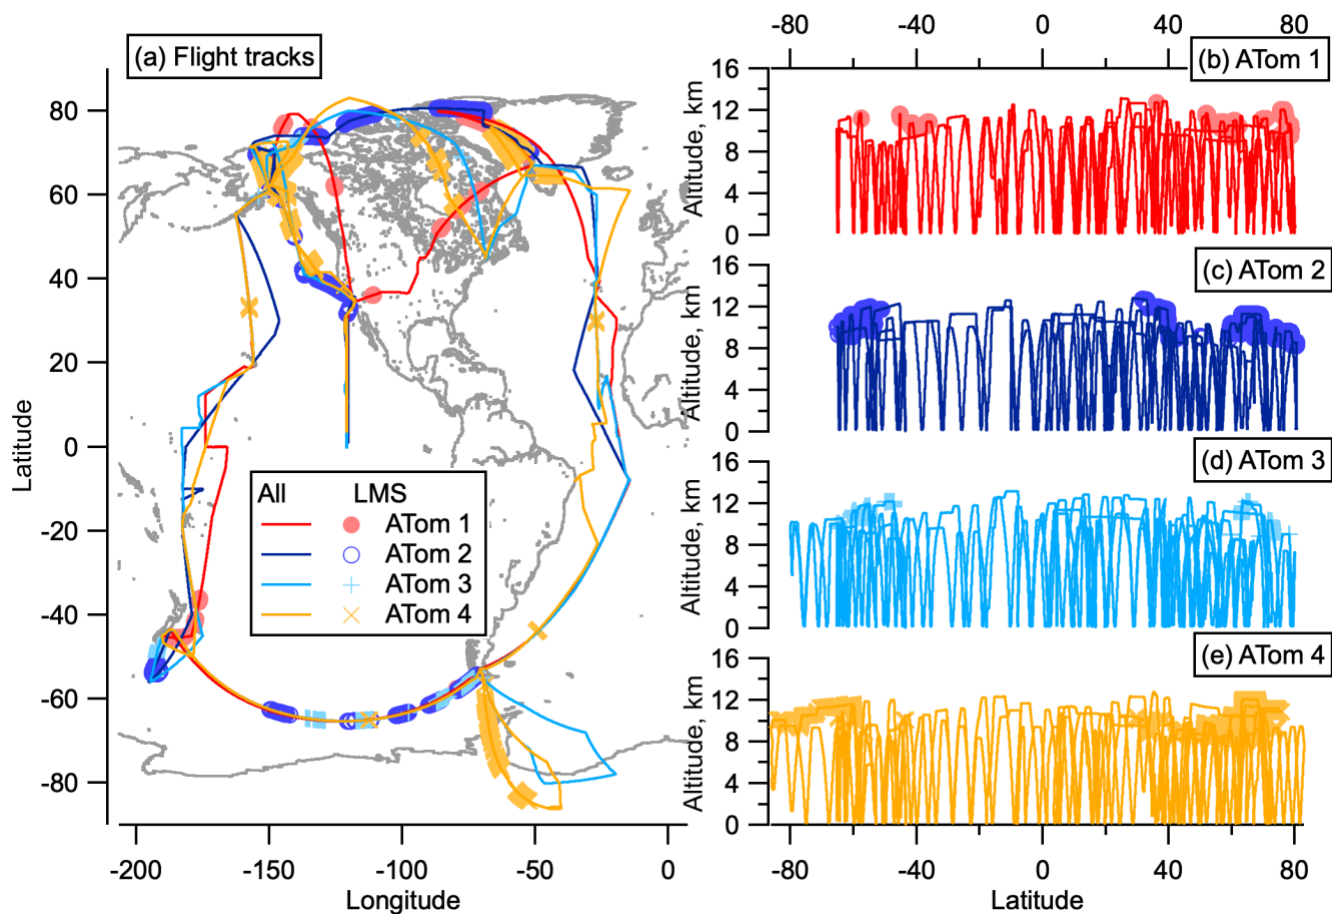 (a) Flight tracks
80
60
40
20
0
-20
-40
-60
-80
Latitude
-200
-150
-100
-50
0
Longitude
All LMS
ATom 1
ATom 2
ATom 3
ATom 4
-80
-40
0
40
80
(b) ATom 1
16
12
8
4
0
Altitude, km
(c) ATom 2
16
12
8
4
0
Altitude, km
(d) ATom 3
16
12
8
4
0
Altitude, km
(e) ATom 4
16
12
8
4
0
Altitude, km
-80
-40
0
40
80
Latitude